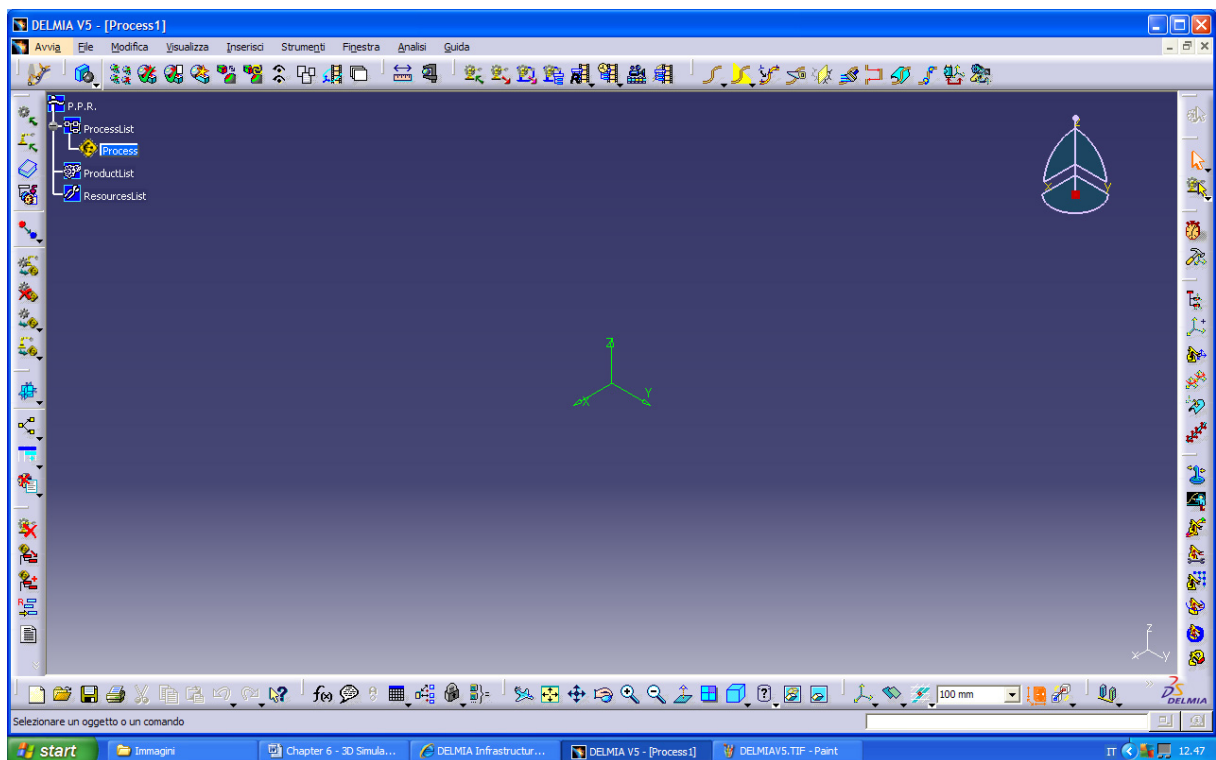 DELMIA V5 - [Process1]
Avvia File Modifica Visualizza Inserisci Strumenti Finestra Analisi Guida
P.P.R.
ProcessList
Process
ProductList
ResourcesList
z
x y
Z
X Y
z
x y
f(x)
100 mm
DELMIA
Selezionare un oggetto o un comando
start Immagini Chapter 6 - 3D Simula... DELMIA Infrastructur... DELMIA V5 - [Process1] DELMIAV5.TIF - Paint IT 12.47